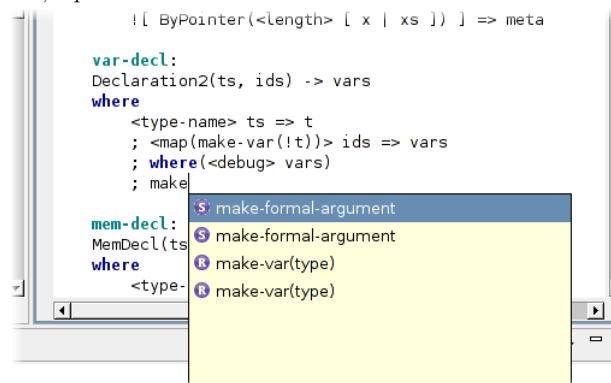 ![ ByPointer(<length> [ x | xs ]) ] => meta
var-decl:
Declaration2(ts, ids) -> vars
where
<type-name> ts => t
; <map(make-var(!t))> ids => vars
; where(<debug> vars)
; make
S make-formal-argument
mem-decl:
S make-formal-argument
MemDecl(ts
where
R make-var(type)
<type-
R make-var(type)